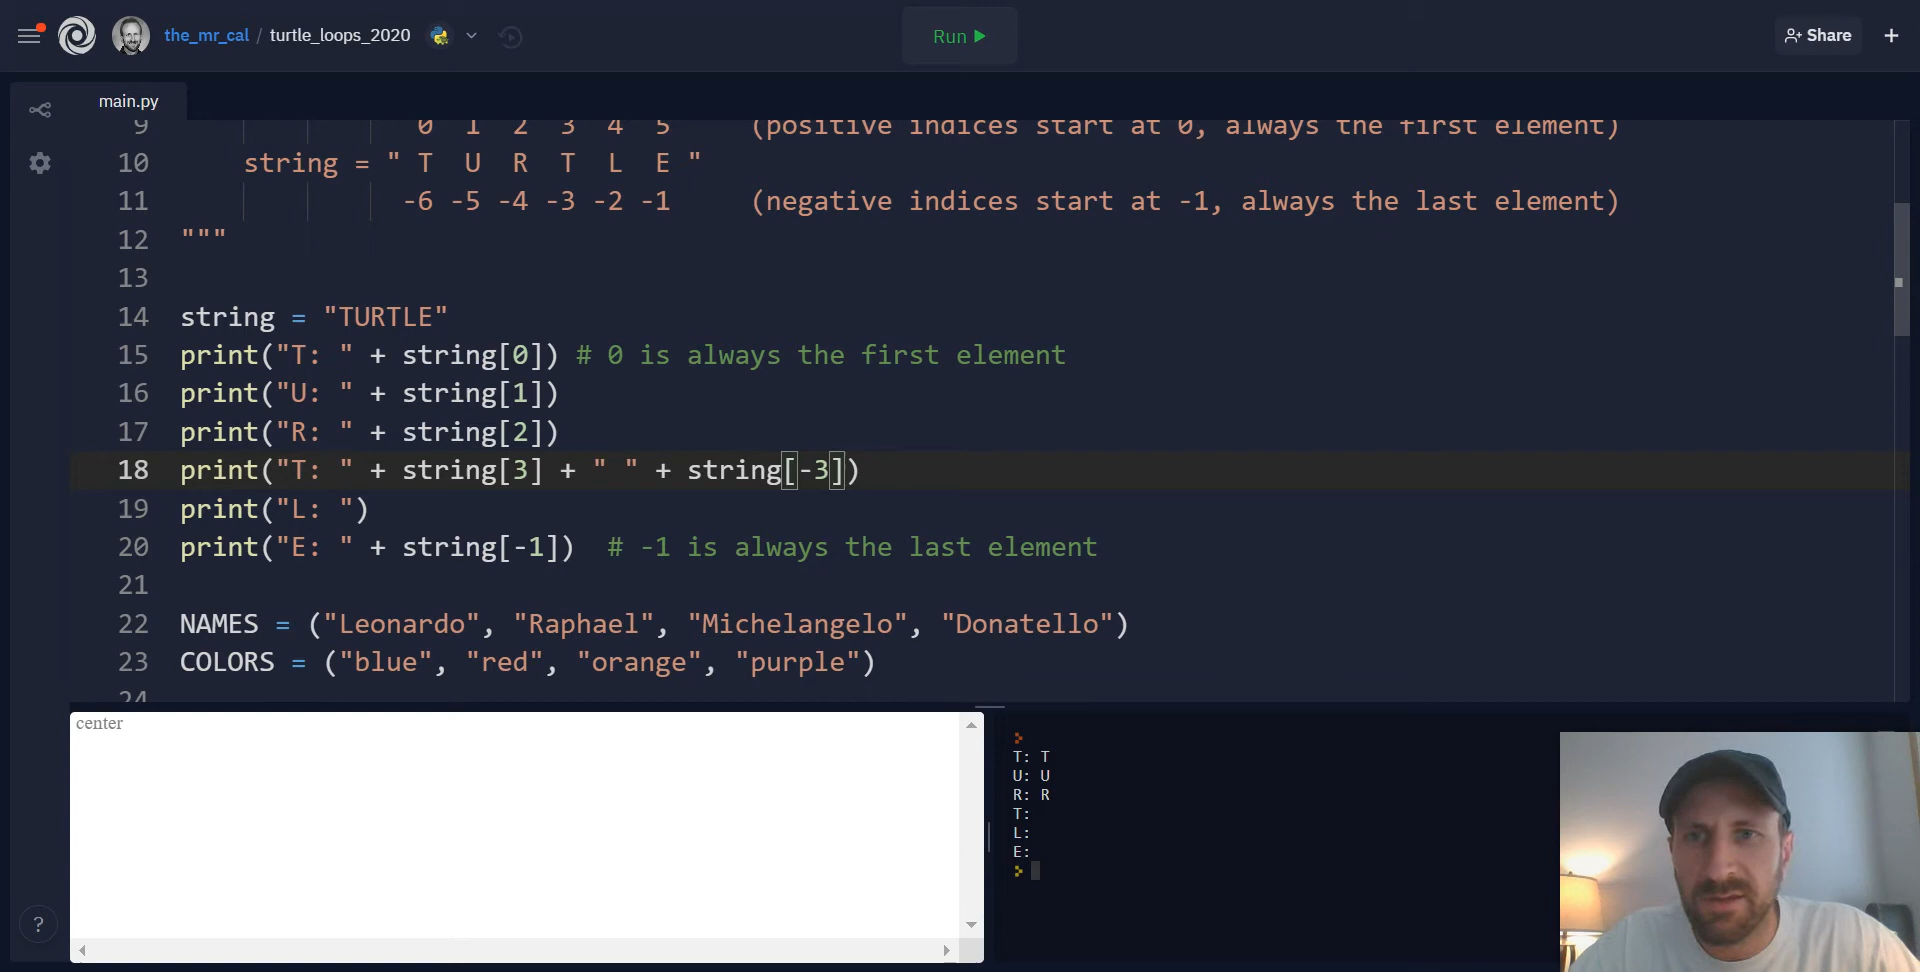 the_mr_cal / turtle_loops_2020
Run
Share
+
main.py
9 0 1 2 3 4 5 (positive indices start at 0, always the first element)
10 string = " T U R T L E "
11 -6 -5 -4 -3 -2 -1 (negative indices start at -1, always the last element)
12 """
13
14 string = "TURTLE"
15 print("T: " + string[0]) # 0 is always the first element
16 print("U: " + string[1])
17 print("R: " + string[2])
18 print("T: " + string[3] + " " + string[-3])
19 print("L: ")
20 print("E: " + string[-1])  # -1 is always the last element
21
22 NAMES = ("Leonardo", "Raphael", "Michelangelo", "Donatello")
23 COLORS = ("blue", "red", "orange", "purple")
24
center
T: T
U: U
R: R
T:
L:
E:
?